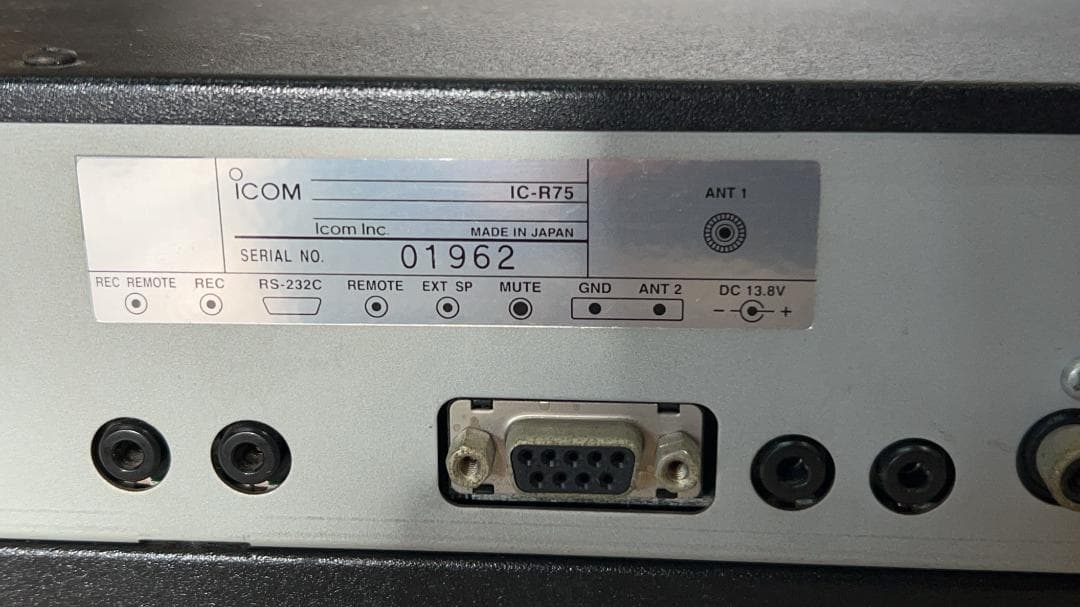 ICOM
IC-R75
Icom Inc.
MADE IN JAPAN
SERIAL NO. 01962
ANT 1
REC REMOTE REC RS-232C REMOTE EXT SP MUTE GND ANT 2 DC 13.8V
− +